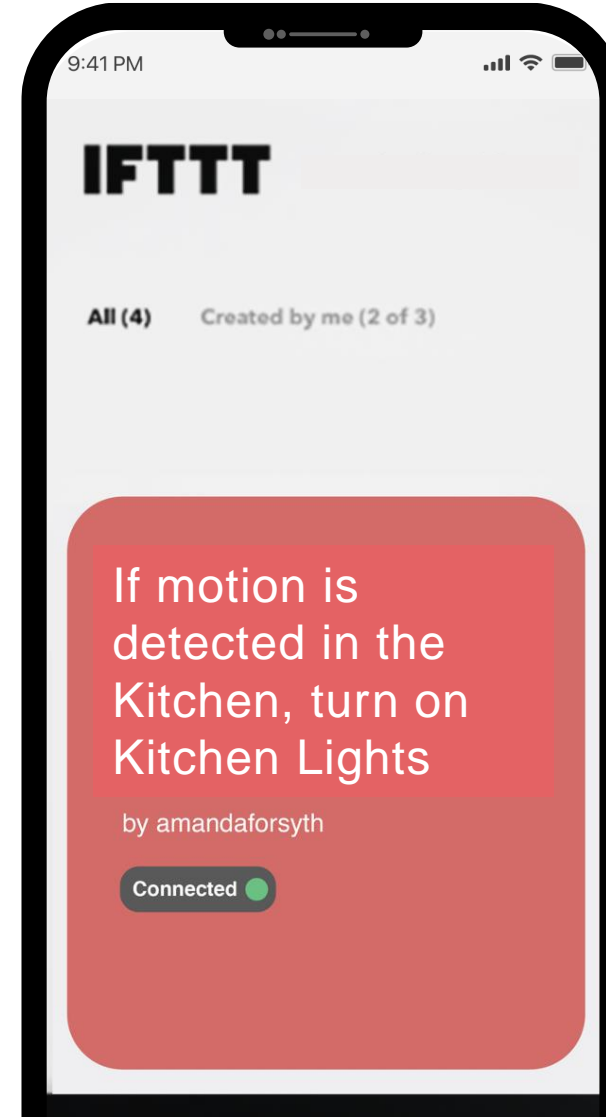 9:41 PM
IFTTT
All (4) Created by me (2 of 3)
If motion is
detected in the
Kitchen, turn on
Kitchen Lights
by amandaforsyth
Connected